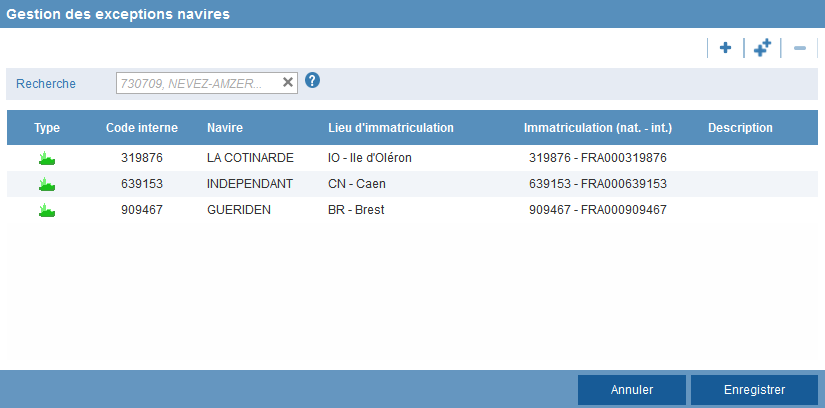 Gestion des exceptions navires
Recherche 730709, NEVEZ-AMZER...
Type Code interne Navire Lieu d'immatriculation Immatriculation (nat. - int.) Description
319876 LA COTINARDE IO - Ile d'Oléron 319876 - FRA000319876
639153 INDEPENDANT CN - Caen 639153 - FRA000639153
909467 GUERIDEN BR - Brest 909467 - FRA000909467
Annuler Enregistrer